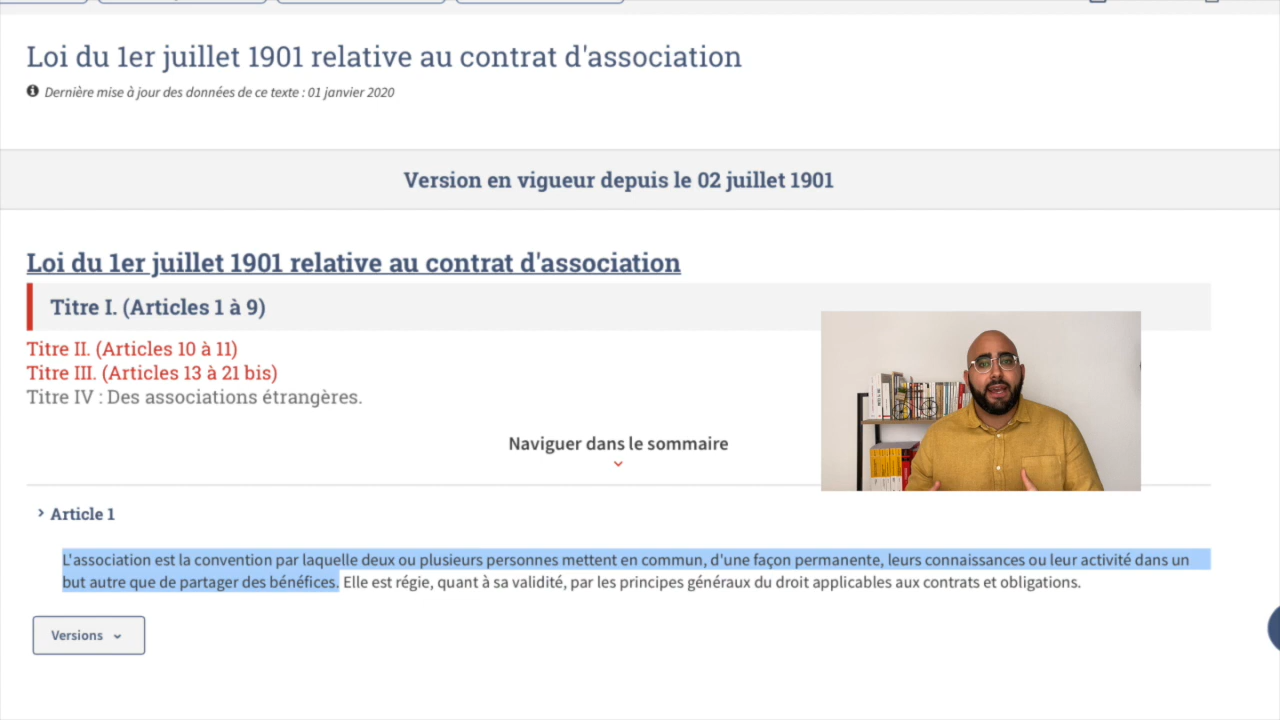 Loi du 1er juillet 1901 relative au contrat d'association
Dernière mise à jour des données de ce texte : 01 janvier 2020
Version en vigueur depuis le 02 juillet 1901
Loi du 1er juillet 1901 relative au contrat d'association
Titre I. (Articles 1 à 9)
Titre II. (Articles 10 à 11)
Titre III. (Articles 13 à 21 bis)
Titre IV : Des associations étrangères.
Naviguer dans le sommaire
Article 1
L'association est la convention par laquelle deux ou plusieurs personnes mettent en commun, d'une façon permanente, leurs connaissances ou leur activité dans un
but autre que de partager des bénéfices. Elle est régie, quant à sa validité, par les principes généraux du droit applicables aux contrats et obligations.
Versions